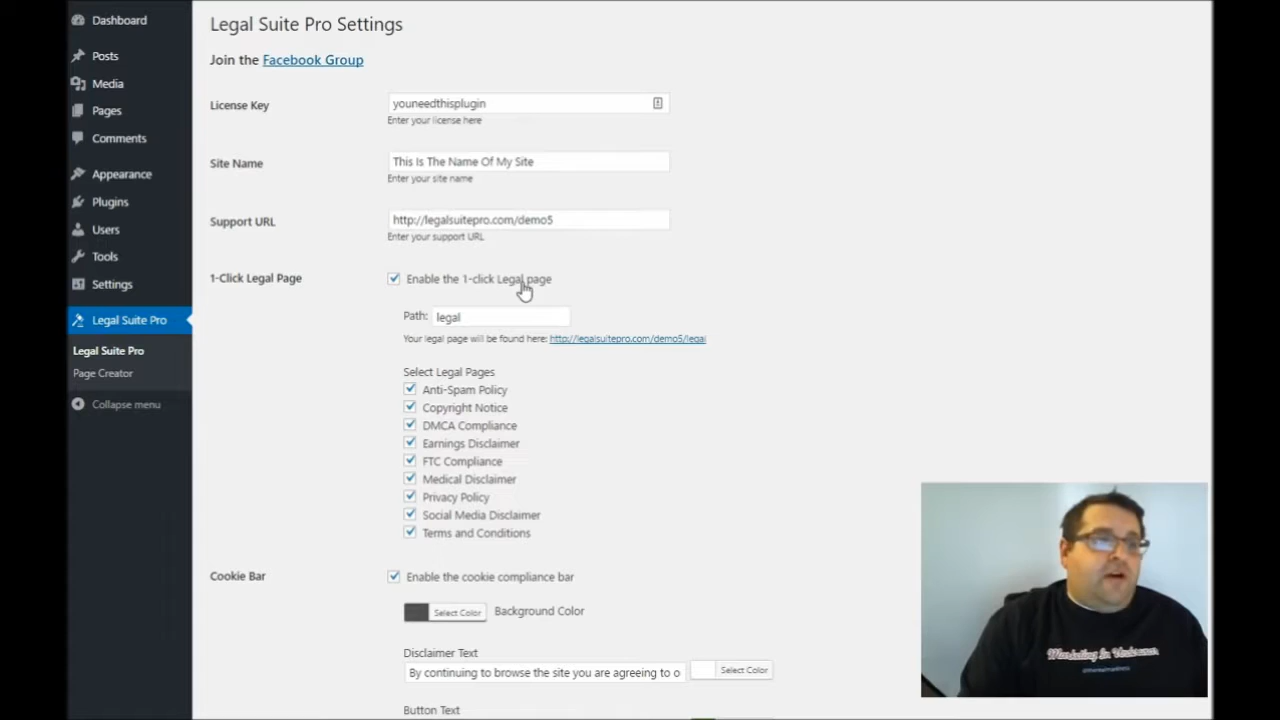 Dashboard
Posts
Media
Pages
Comments
Appearance
Plugins
Users
Tools
Settings
Legal Suite Pro
Legal Suite Pro
Page Creator
Collapse menu
Legal Suite Pro Settings
Join the Facebook Group
License Key
youneedthisplugin
Enter your license here
Site Name
This Is The Name Of My Site
Enter your site name
Support URL
http://legalsuitepro.com/demo5
Enter your support URL
1-Click Legal Page
Enable the 1-click Legal page
Path: legal
Your legal page will be found here: http://legalsuitepro.com/demo5/legal
Select Legal Pages
Anti-Spam Policy
Copyright Notice
DMCA Compliance
Earnings Disclaimer
FTC Compliance
Medical Disclaimer
Privacy Policy
Social Media Disclaimer
Terms and Conditions
Cookie Bar
Enable the cookie compliance bar
Select Color Background Color
Disclaimer Text
By continuing to browse the site you are agreeing to o Select Color
Button Text
Marketing In Underwear